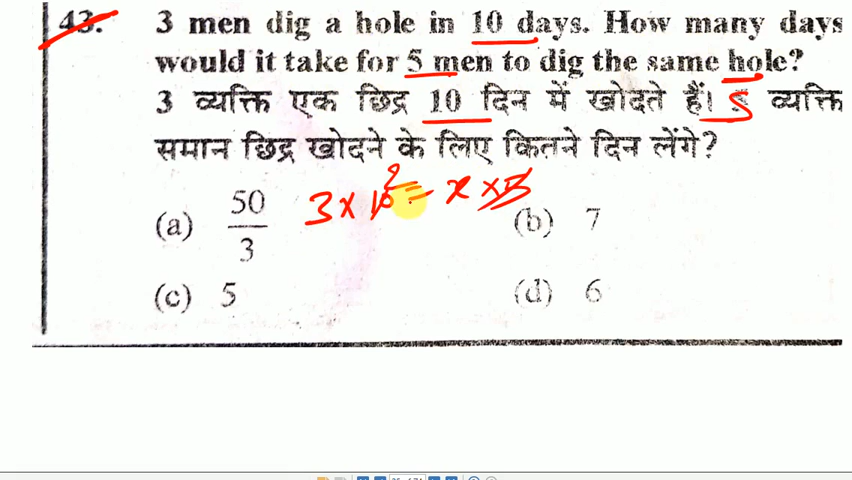 43. 3 men dig a hole in 10 days. How many days
would it take for 5 men to dig the same hole?
3 व्यक्ति एक छिद्र 10 दिन में खोदते हैं। 5 व्यक्ति
समान छिद्र खोदने के लिए कितने दिन लेंगे?
3 × 10 2 = x × 5
(a) 50/3 (b) 7
(c) 5 (d) 6